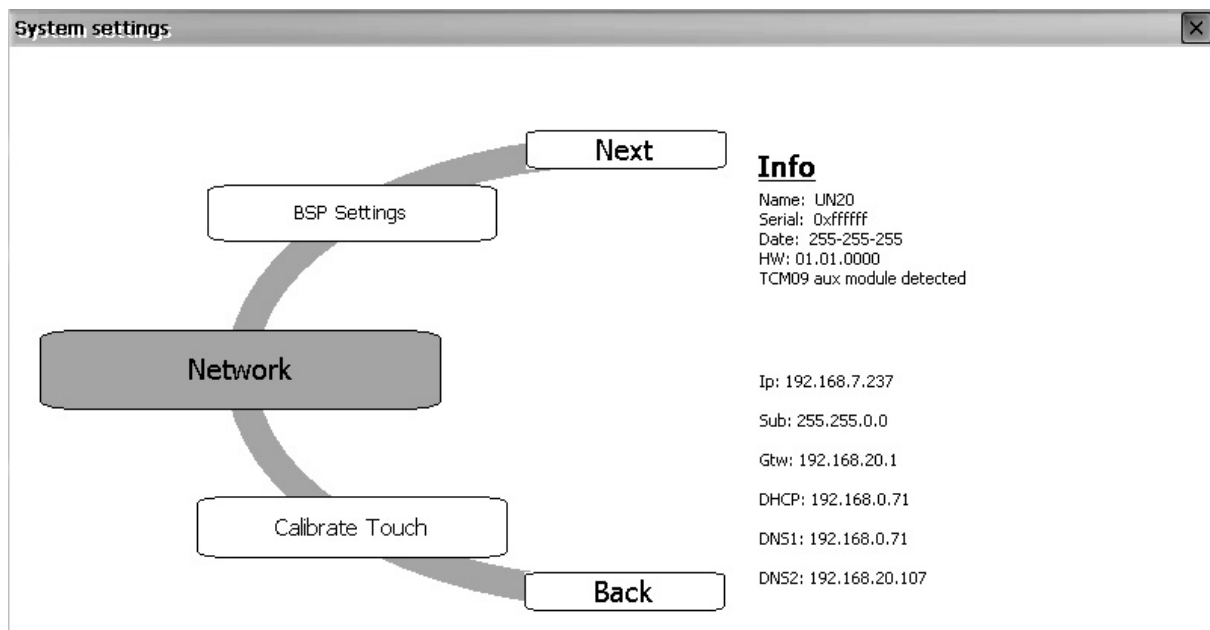 System settings
Next
BSP Settings
Network
Calibrate Touch
Back
Info
Name: UN20
Serial: 0xffffff
Date: 255-255-255
HW: 01.01.0000
TCM09 aux module detected
Ip: 192.168.7.237
Sub: 255.255.0.0
Gtw: 192.168.20.1
DHCP: 192.168.0.71
DNS1: 192.168.0.71
DNS2: 192.168.20.107